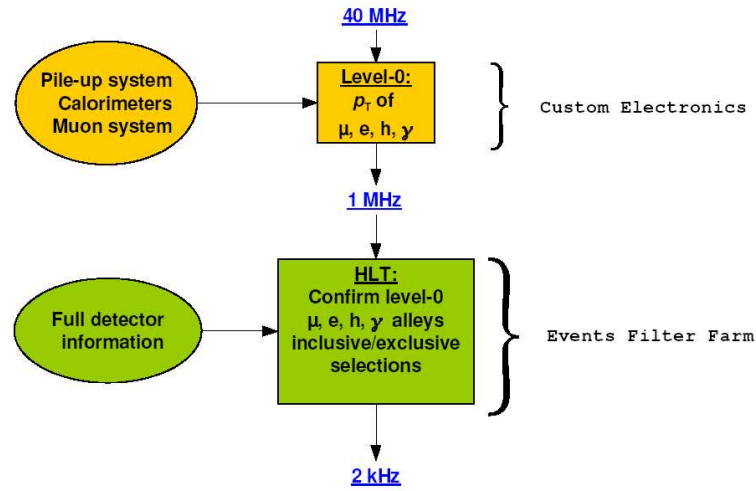 40 MHz
Pile-up system
Calorimeters
Muon system
Level-0:
pT of
μ, e, h, γ
Custom Electronics
1 MHz
Full detector
information
HLT:
Confirm level-0
μ, e, h, γ alleys
inclusive/exclusive
selections
Events Filter Farm
2 kHz